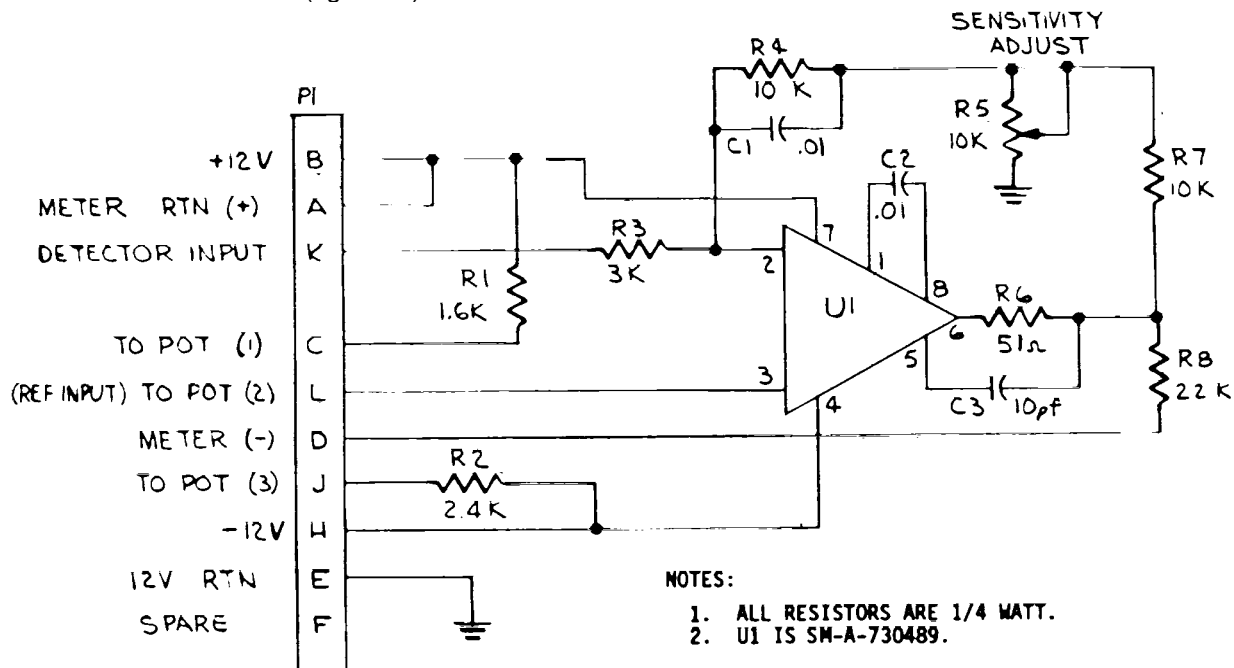 SENSITIVITY
ADJUST
R4
10 K
C1 .01
R5
10K
R7
10K
P1
+12V B
METER RTN (+) A
DETECTOR INPUT K
R3
3K
R1
1.6K
TO POT (1) C
(REF INPUT) TO POT (2) L
METER (-) D
TO POT (3) J
-12V H
12V RTN E
SPARE F
R2
2.4K
C2
.01
7
2
1
8
U1
6
3
5
4
R6
51Ω
C3 10pf
R8
22K
NOTES:
1. ALL RESISTORS ARE 1/4 WATT.
2. U1 IS SM-A-730489.